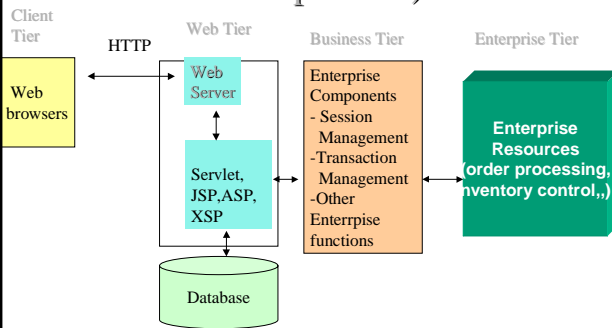 Client
Tier
Web Tier
Business Tier
Enterprise Tier
HTTP
Web
browsers
Web
Server
Servlet,
JSP,ASP,
XSP
Database
Enterprise
Components
- Session
Management
-Transaction
Management
-Other
Enterrpise
functions
Enterprise
Resources
(order processing,
nventory control,,)